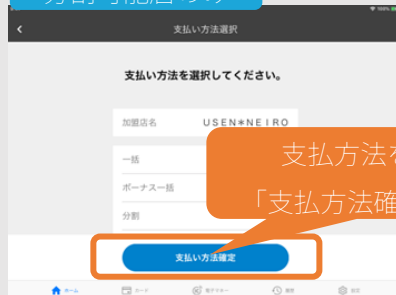 支払い方法選択
支払い方法を選択してください。
加盟店名 USEN*NEIRO
一括
ボーナス一括
分割
支払方法を
「支払方法確
支払い方法確定
ホーム カード 電子マネー 履歴 設定